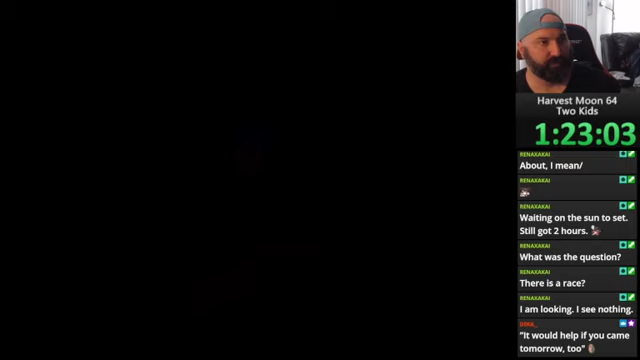 Harvest Moon 64
Two Kids
1:23:03
RENAXAKAI
About, I mean/
RENAXAKAI
RENAXAKAI
Waiting on the sun to set.
Still got 2 hours.
RENAXAKAI
What was the question?
RENAXAKAI
There is a race?
RENAXAKAI
I am looking. I see nothing.
"It would help if you came
tomorrow, too"